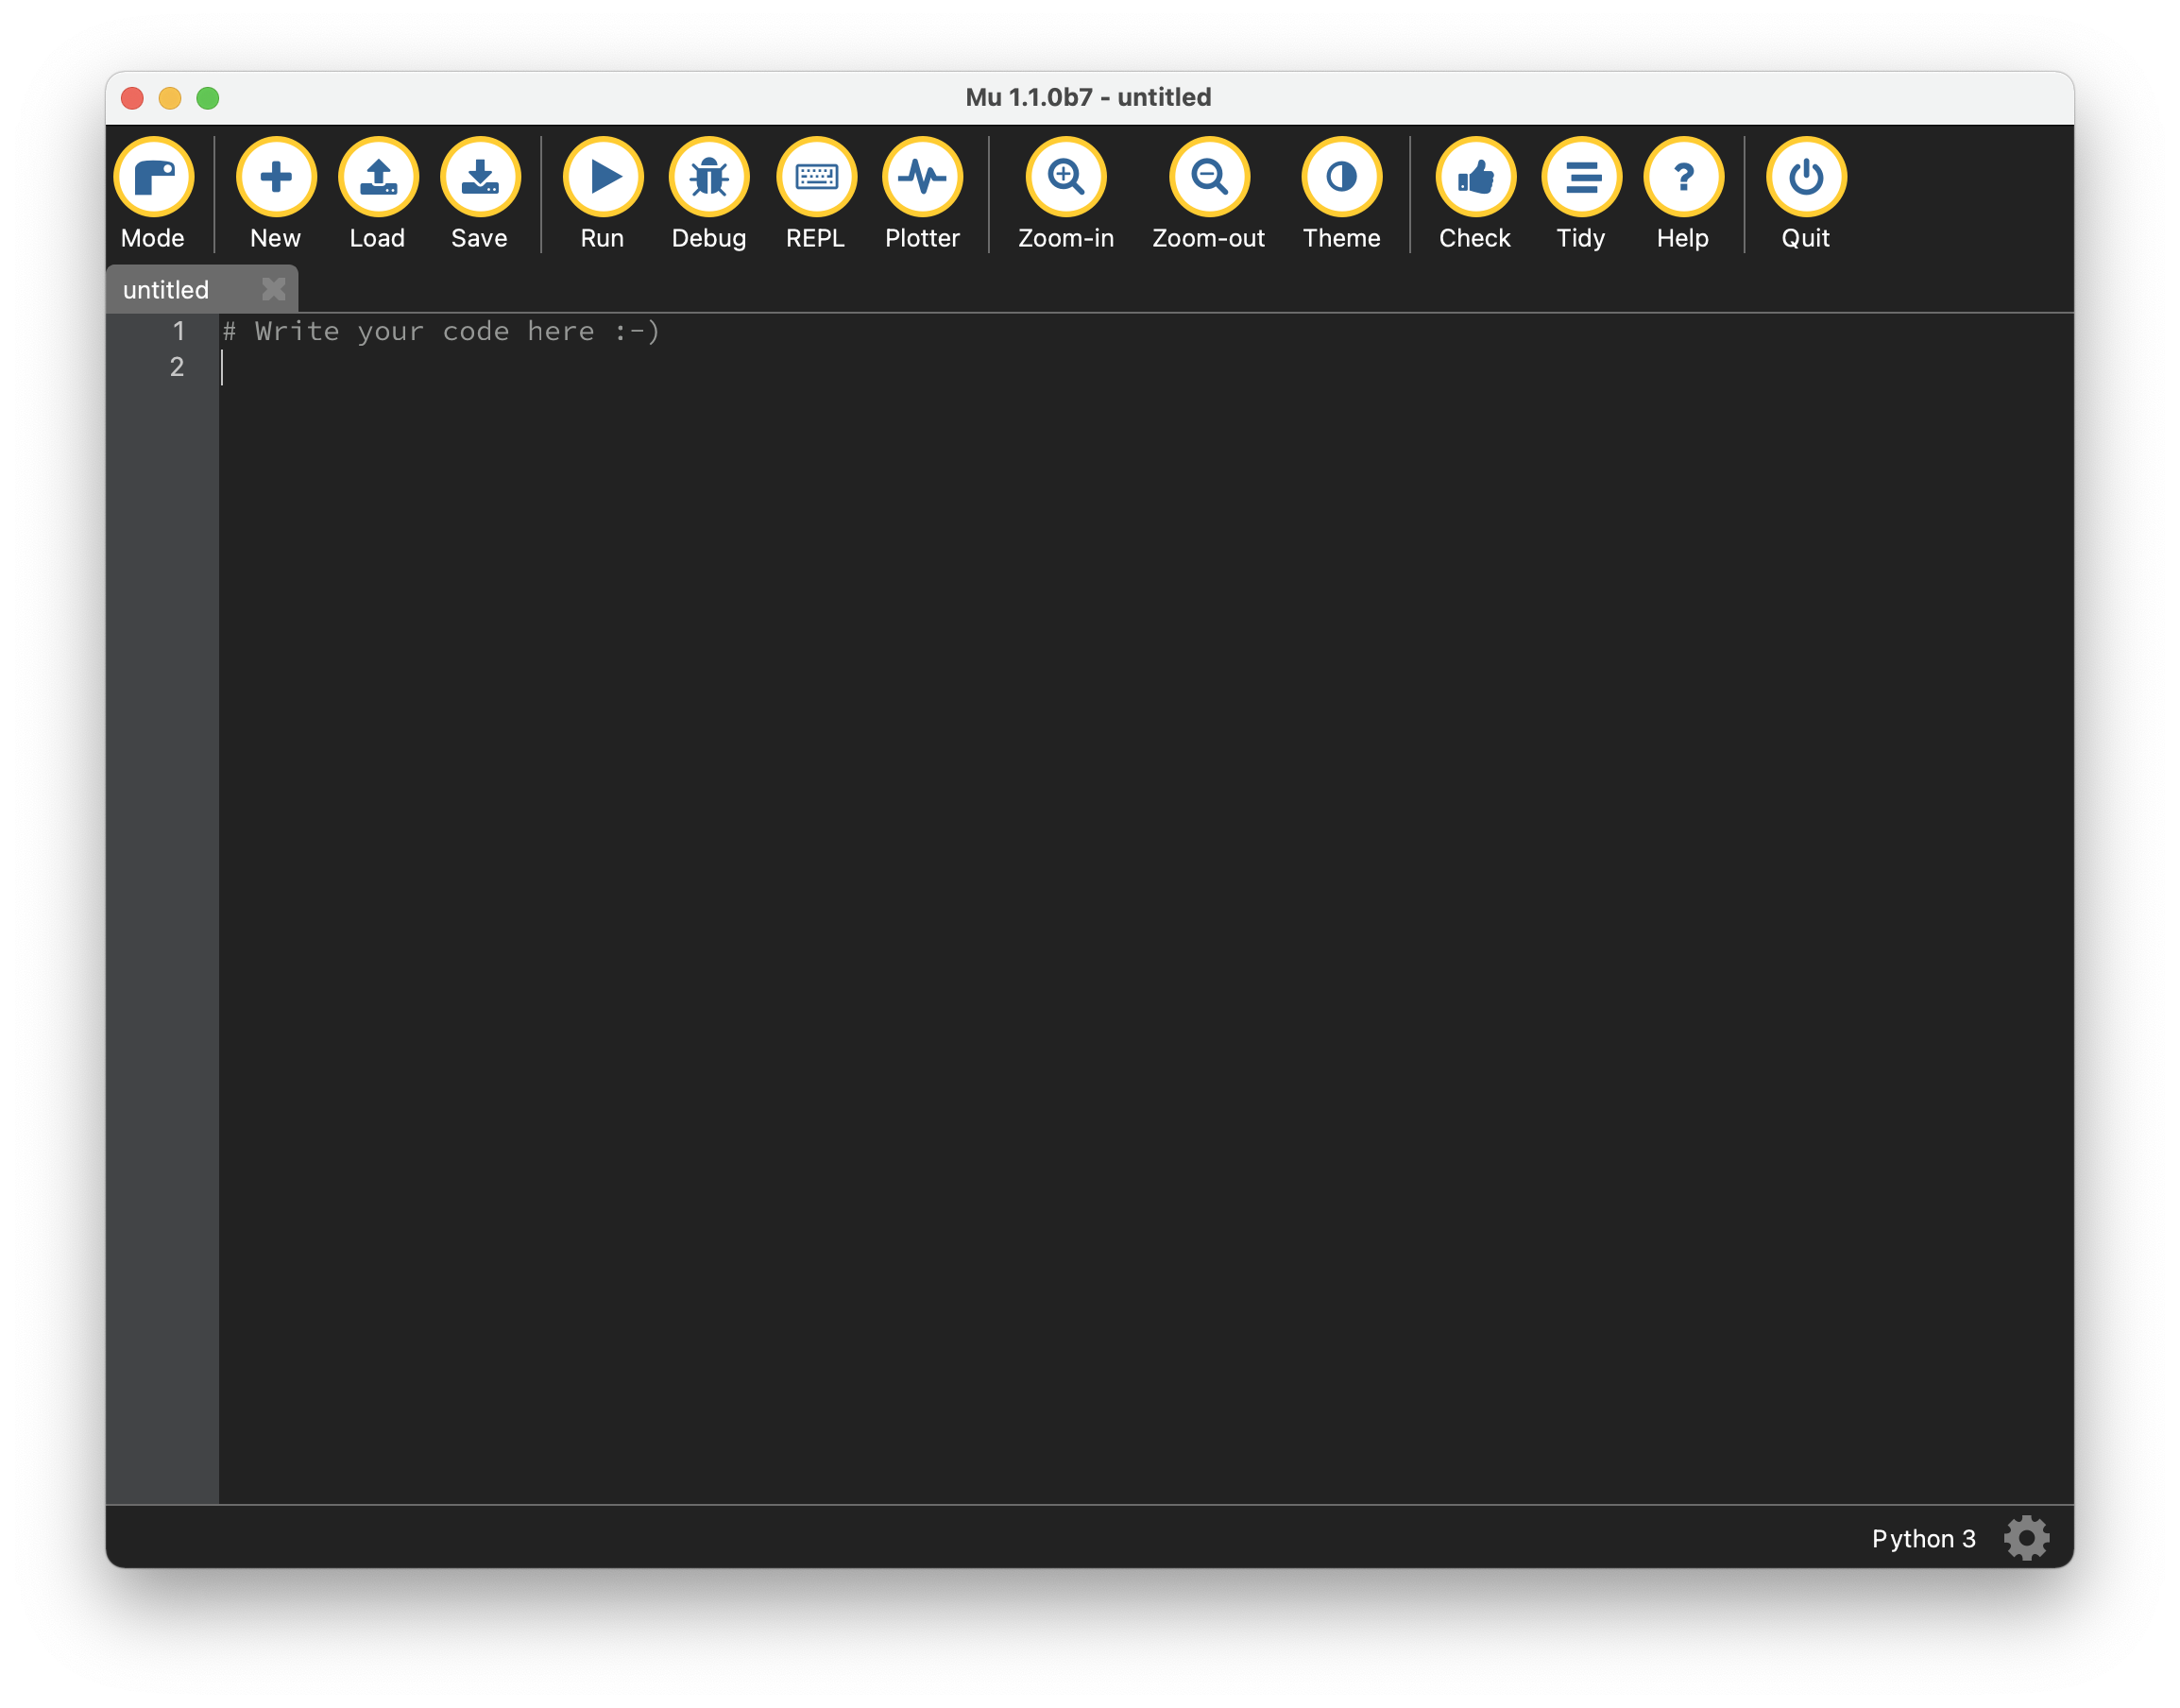 Mu 1.1.0b7 - untitled
Mode New Load Save Run Debug REPL Plotter Zoom-in Zoom-out Theme Check Tidy Help Quit
untitled
1 # Write your code here :-)
2
Python 3